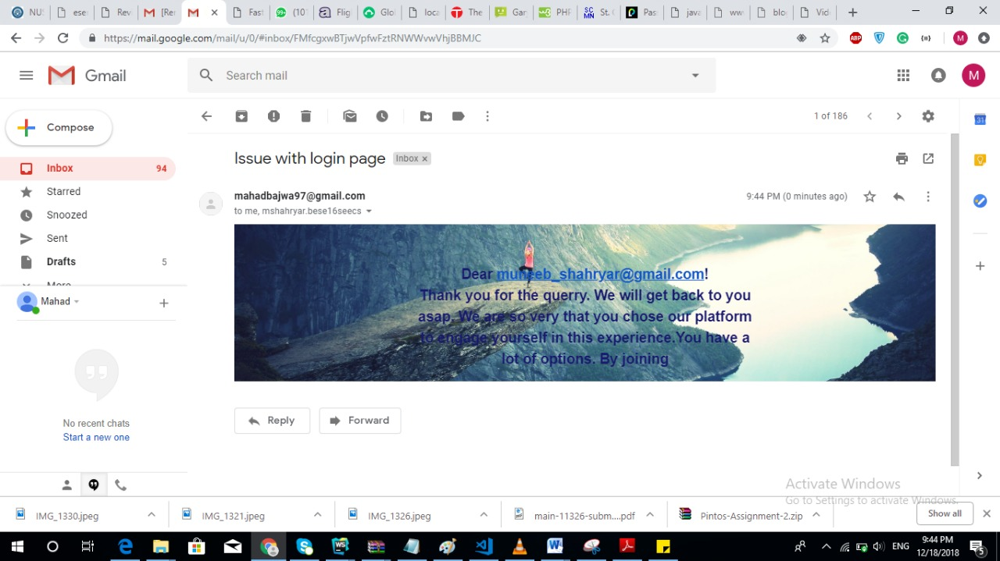 NUS
ese
Rev
[Re
Fast
99+ (10
Flig
Glo
loca
The
Gar
PHP
St. C
Pas
java
ww
blo
Vid
https://mail.google.com/mail/u/0/#inbox/FMfcgxwBTjwVpfwFztRNWWvwVhjBBMJC
ABP
M
Gmail
Search mail
M
Compose
1 of 186
31
Issue with login page
Inbox x
Inbox 94
mahadbajwa97@gmail.com
9:44 PM (0 minutes ago)
Starred
to me, mshahryar.bese16seecs
Snoozed
Sent
Drafts 5
More
Mahad
Dear muneeb_shahryar@gmail.com!
Thank you for the querry. We will get back to you
asap. We are so very that you chose our platform
to engage yourself in this experience.You have a
lot of options. By joining
No recent chats
Start a new one
Reply
Forward
Activate Windows
Go to Settings to activate Windows.
IMG_1330.jpeg
IMG_1321.jpeg
IMG_1326.jpeg
main-11326-subm....pdf
Pintos-Assignment-2.zip
Show all
ENG
9:44 PM
12/18/2018
5